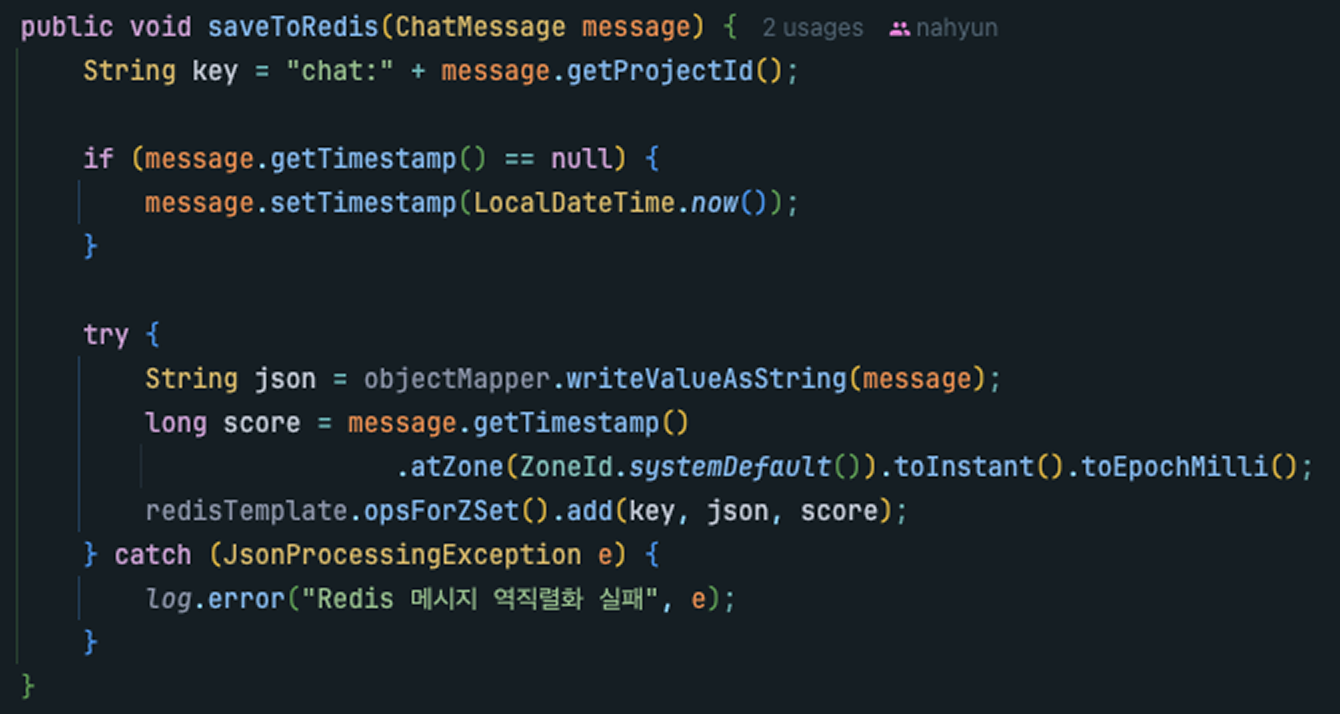 public void saveToRedis(ChatMessage message) { 2 usages nahyun
    String key = "chat:" + message.getProjectId();

    if (message.getTimestamp() == null) {
        message.setTimestamp(LocalDateTime.now());
    }

    try {
        String json = objectMapper.writeValueAsString(message);
        long score = message.getTimestamp()
                        .atZone(ZoneId.systemDefault()).toInstant().toEpochMilli();
        redisTemplate.opsForZSet().add(key, json, score);
    } catch (JsonProcessingException e) {
        log.error("Redis 메시지 역직렬화 실패", e);
    }
}